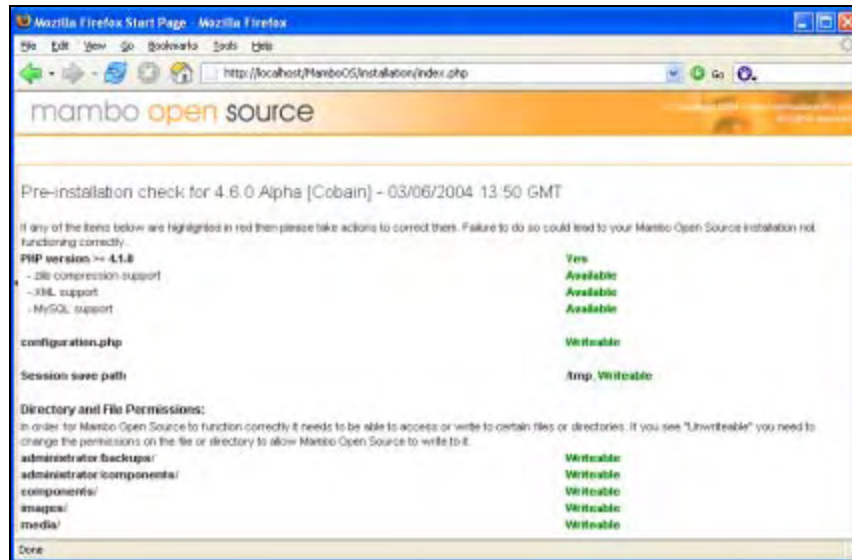 Mozilla Firefox Start Page - Mozilla Firefox
File Edit View Go Bookmarks Tools Help
http://localhost/MamboOS/installation/index.php Go
mambo open source
Pre-installation check for 4.6.0 Alpha [Cobain] - 03/06/2004 13:50 GMT
If any of the items below are highlighted in red then please take actions to correct them. Failure to do so could lead to your Mambo Open Source installation not
functioning correctly.
PHP version >= 4.1.0 Yes
- zlib compression support Available
- XML support Available
- MySQL support Available
configuration.php Writeable
Session save path /tmp, Writeable
Directory and File Permissions:
In order for Mambo Open Source to function correctly it needs to be able to access or write to certain files or directories. If you see "Unwriteable" you need to
change the permissions on the file or directory to allow Mambo Open Source to write to it.
administrator/backups/ Writeable
administrator/components/ Writeable
components/ Writeable
images/ Writeable
media/ Writeable
Done